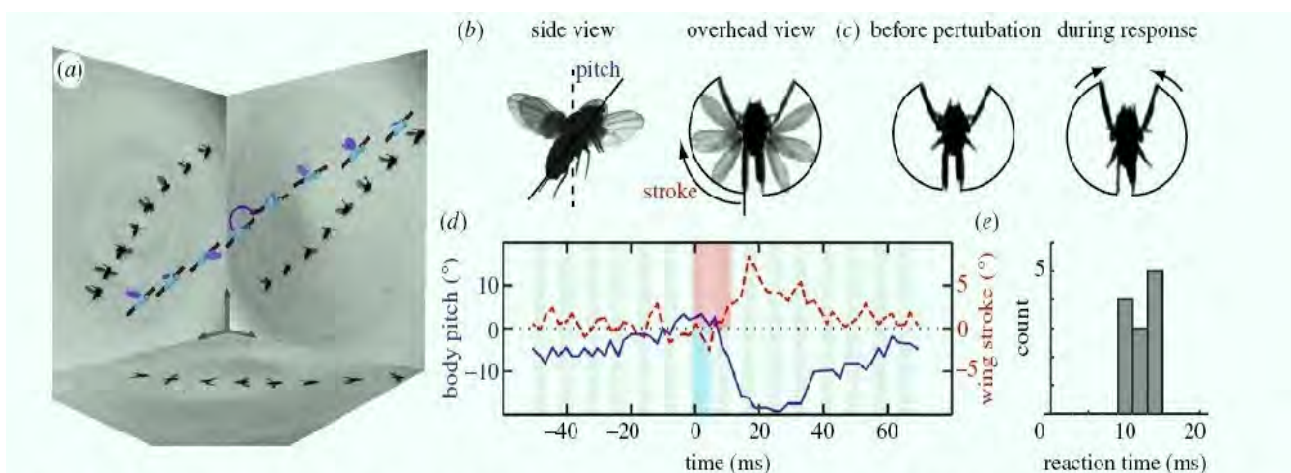 (a)
(b)
side view
overhead view
(c) before perturbation
during response
pitch
stroke
(d)
10
0
−10
body pitch (°)
5
0
−5
wing stroke (°)
−40
−20
0
20
40
60
time (ms)
(e)
5
count
0
0
10
20
reaction time (ms)